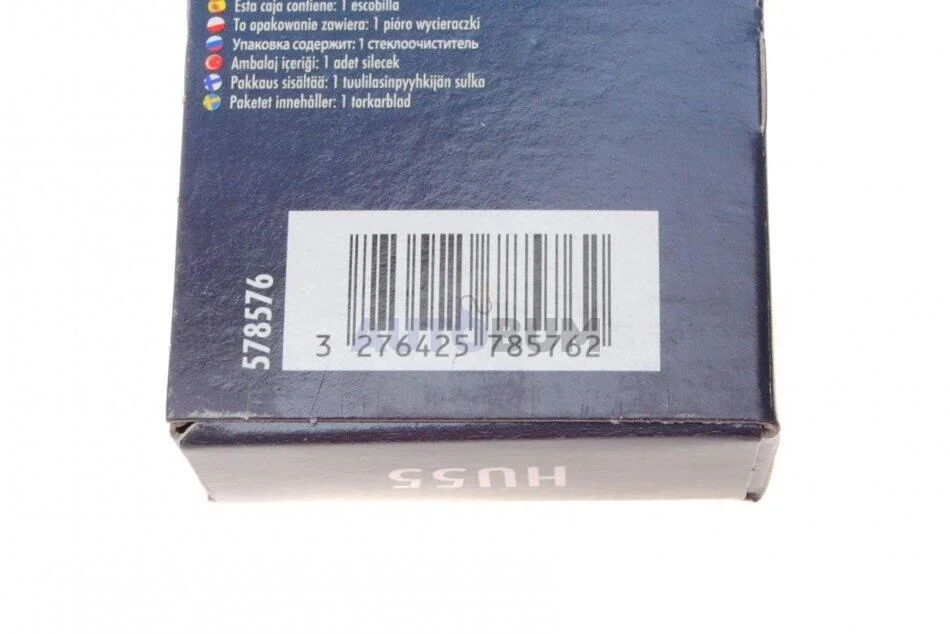 Esta caja contiene: 1 escobilla
To opakowanie zawiera: 1 pióro wycieraczki
Упаковка содержит: 1 стеклоочиститель
Ambalaj içeriği: 1 adet silecek
Pakkaus sisältää: 1 tuulilasinpyyhkijän sulka
Paketet innehåller: 1 torkarblad
578576
3 276425 785762
HU55